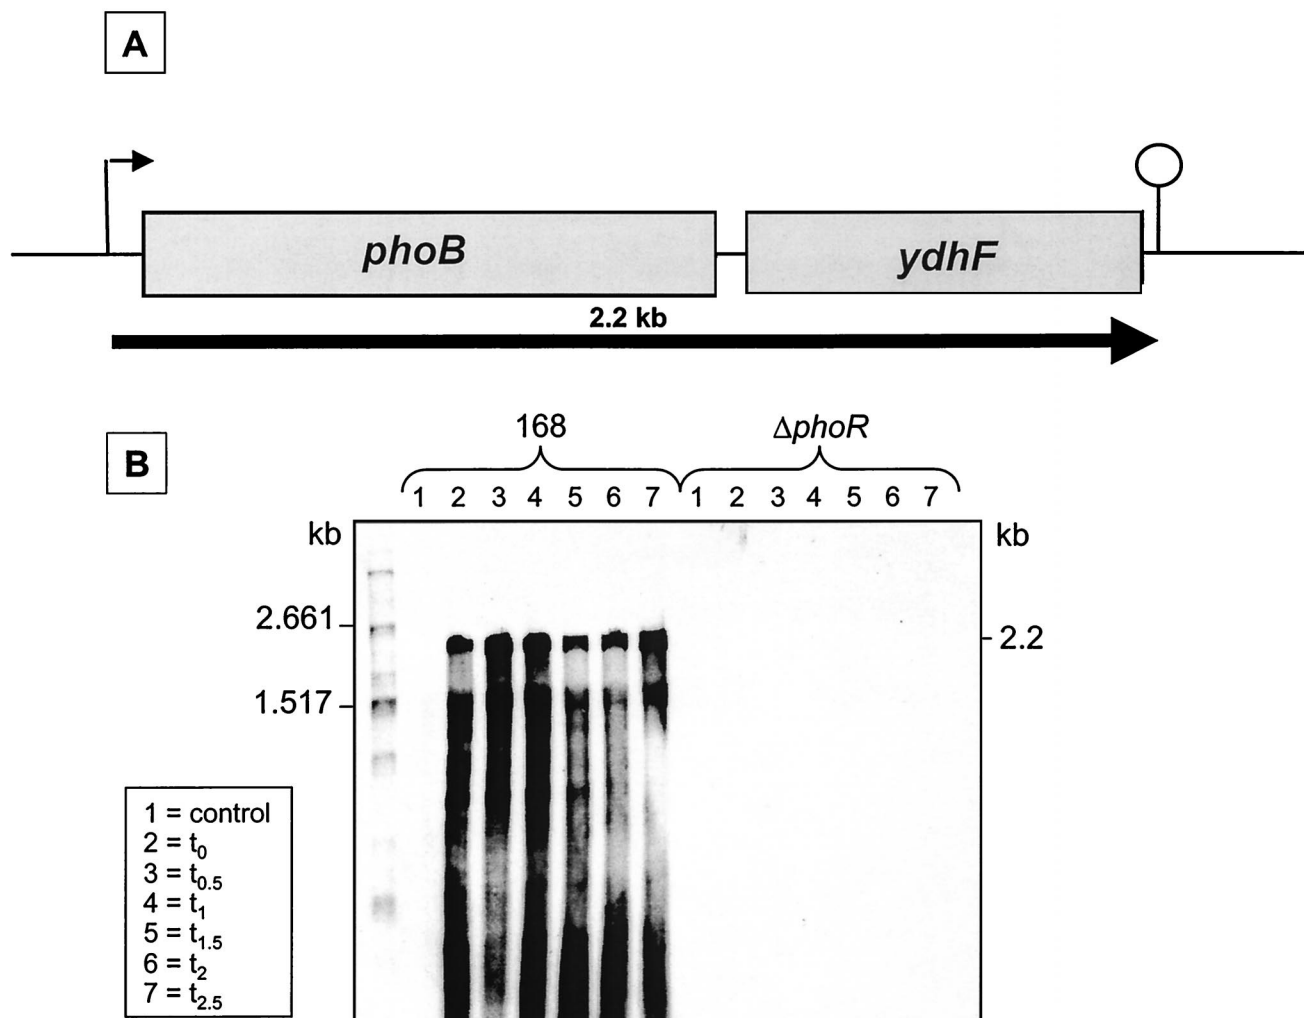 A
phoB
ydhF
2.2 kb
B
168 ΔphoR
1 2 3 4 5 6 7 1 2 3 4 5 6 7
kb kb
2.661
2.2
1.517
1 = control
2 = t0
3 = t0.5
4 = t1
5 = t1.5
6 = t2
7 = t2.5